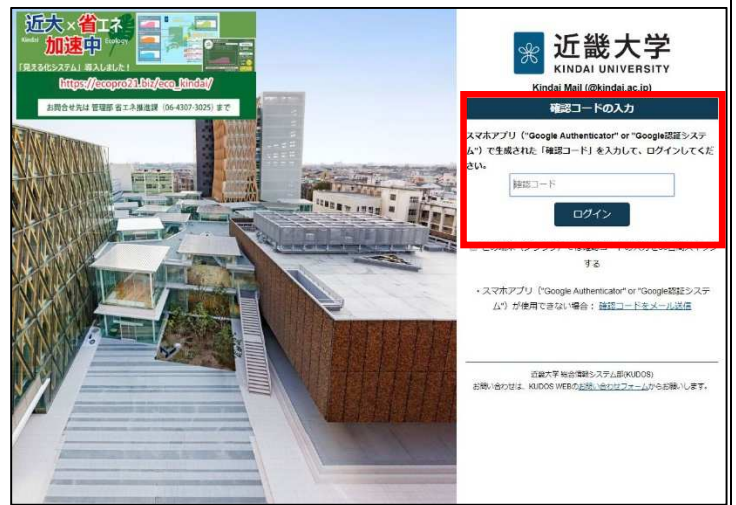 近大×省エネ
Kindai
Ecology
加速中
「見える化システム」導入しました！
https://ecopro21.biz/eco_kindai/
お問合せ先は 管理部 省エネ推進課（06-4307-3025）まで
近畿大学
KINDAI UNIVERSITY
Kindai Mail (@kindai.ac.jp)
確認コードの入力
スマホアプリ（"Google Authenticator" or "Google認証システ
ム"）で生成された「確認コード」を入力して、ログインしてくだ
さい。
確認コード
ログイン
する
・スマホアプリ（"Google Authenticator" or "Google認証システ
ム"）が使用できない場合： 確認コードをメール送信
近畿大学 総合情報システム部(KUDOS)
お問い合わせは、KUDOS WEBのお問い合わせフォームからお願いします。